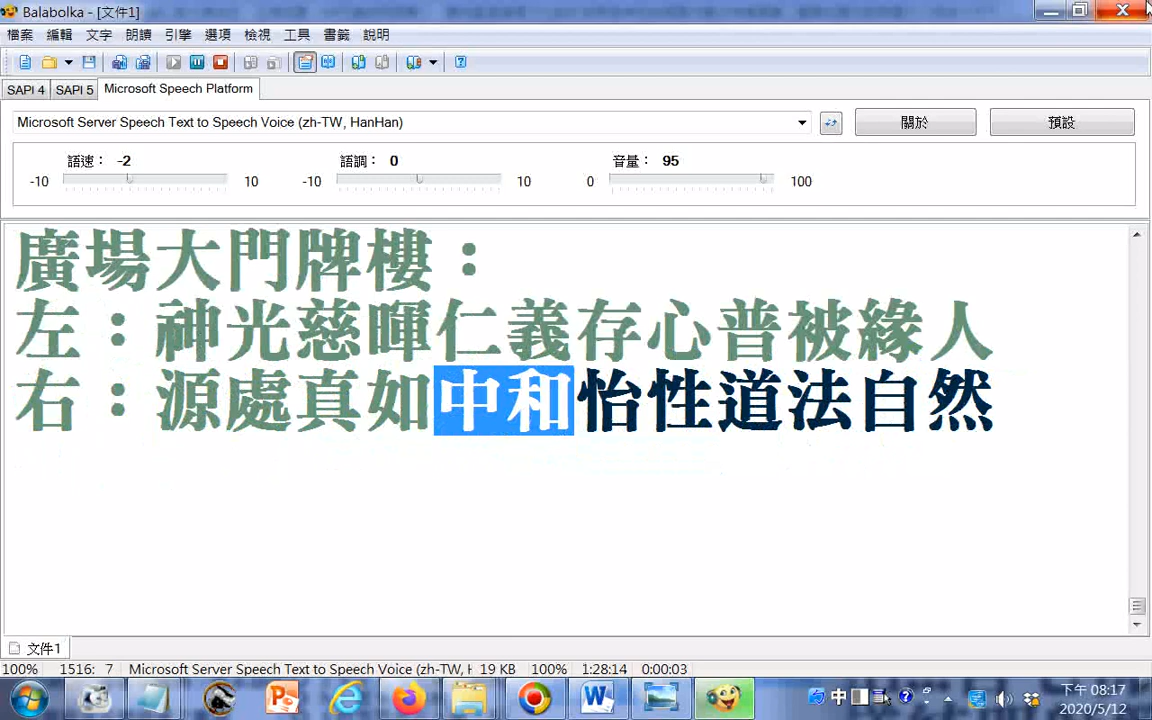 Balabolka - [文件1]
檔案 編輯 文字 朗讀 引擎 選項 檢視 工具 書籤 說明
SAPI 4 SAPI 5 Microsoft Speech Platform
Microsoft Server Speech Text to Speech Voice (zh-TW, HanHan) 關於 預設
語速： -2 語調： 0 音量： 95
-10 10 -10 10 0 100
廣場大門牌樓：
左：神光慈暉仁義存心普被緣人
右：源處真如中和怡性道法自然
文件1
100% 1516: 7 Microsoft Server Speech Text to Speech Voice (zh-TW, H 19 KB 100% 1:28:14 0:00:03
中 下午 08:17
2020/5/12